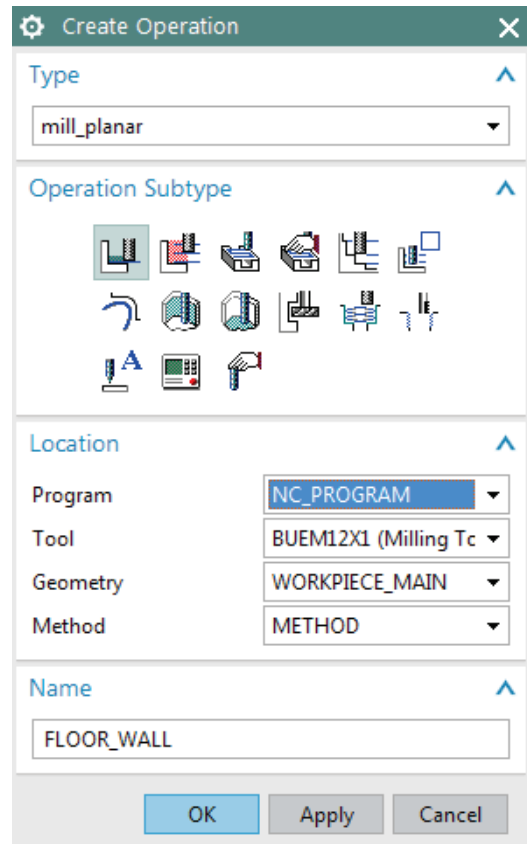 Create Operation
Type
mill_planar
Operation Subtype
A
Location
Program NC_PROGRAM
Tool BUEM12X1 (Milling Tc
Geometry WORKPIECE_MAIN
Method METHOD
Name
FLOOR_WALL
OK Apply Cancel